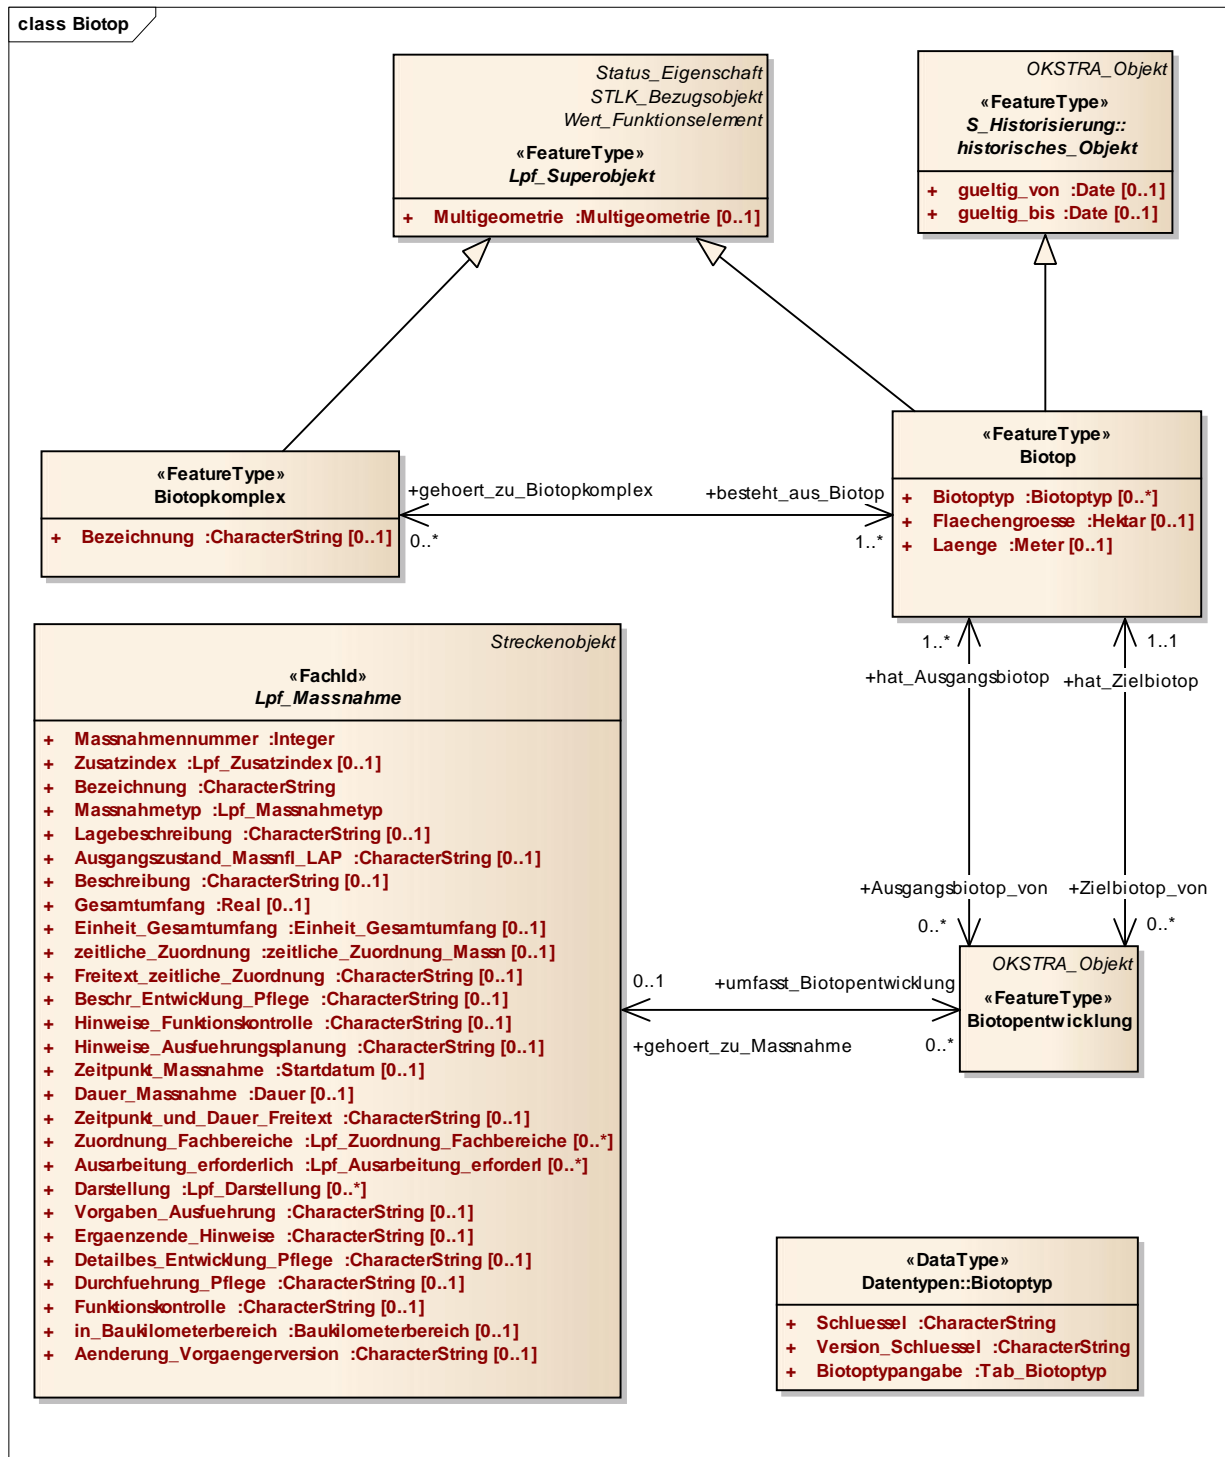 class Biotop
Status_Eigenschaft
STLK_Bezugsobjekt
Wert_Funktionselement
«FeatureType»
Lpf_Superobjekt
+ Multigeometrie :Multigeometrie [0..1]
OKSTRA_Objekt
«FeatureType»
S_Historisierung::
historisches_Objekt
+ gueltig_von :Date [0..1]
+ gueltig_bis :Date [0..1]
«FeatureType»
Biotopkomplex
+ Bezeichnung :CharacterString [0..1]
+gehoert_zu_Biotopkomplex
0..*
+besteht_aus_Biotop
1..*
«FeatureType»
Biotop
+ Biotoptyp :Biotoptyp [0..*]
+ Flaechengroesse :Hektar [0..1]
+ Laenge :Meter [0..1]
1..*
+hat_Ausgangsbiotop
1..1
+hat_Zielbiotop
+Ausgangsbiotop_von
0..*
+Zielbiotop_von
0..*
Streckenobjekt
«FachId»
Lpf_Massnahme
+ Massnahmennummer :Integer
+ Zusatzindex :Lpf_Zusatzindex [0..1]
+ Bezeichnung :CharacterString
+ Massnahmetyp :Lpf_Massnahmetyp
+ Lagebeschreibung :CharacterString [0..1]
+ Ausgangszustand_Massnfl_LAP :CharacterString [0..1]
+ Beschreibung :CharacterString [0..1]
+ Gesamtumfang :Real [0..1]
+ Einheit_Gesamtumfang :Einheit_Gesamtumfang [0..1]
+ zeitliche_Zuordnung :zeitliche_Zuordnung_Massn [0..1]
+ Freitext_zeitliche_Zuordnung :CharacterString [0..1]
+ Beschr_Entwicklung_Pflege :CharacterString [0..1]
+ Hinweise_Funktionskontrolle :CharacterString [0..1]
+ Hinweise_Ausfuehrungsplanung :CharacterString [0..1]
+ Zeitpunkt_Massnahme :Startdatum [0..1]
+ Dauer_Massnahme :Dauer [0..1]
+ Zeitpunkt_und_Dauer_Freitext :CharacterString [0..1]
+ Zuordnung_Fachbereiche :Lpf_Zuordnung_Fachbereiche [0..*]
+ Ausarbeitung_erforderlich :Lpf_Ausarbeitung_erforderl [0..*]
+ Darstellung :Lpf_Darstellung [0..*]
+ Vorgaben_Ausfuehrung :CharacterString [0..1]
+ Ergaenzende_Hinweise :CharacterString [0..1]
+ Detailbes_Entwicklung_Pflege :CharacterString [0..1]
+ Durchfuehrung_Pflege :CharacterString [0..1]
+ Funktionskontrolle :CharacterString [0..1]
+ in_Baukilometerbereich :Baukilometerbereich [0..1]
+ Aenderung_Vorgaengerversion :CharacterString [0..1]
0..1
+umfasst_Biotopentwicklung
+gehoert_zu_Massnahme
0..*
OKSTRA_Objekt
«FeatureType»
Biotopentwicklung
«DataType»
Datentypen::Biotoptyp
+ Schluessel :CharacterString
+ Version_Schluessel :CharacterString
+ Biotoptypangabe :Tab_Biotoptyp